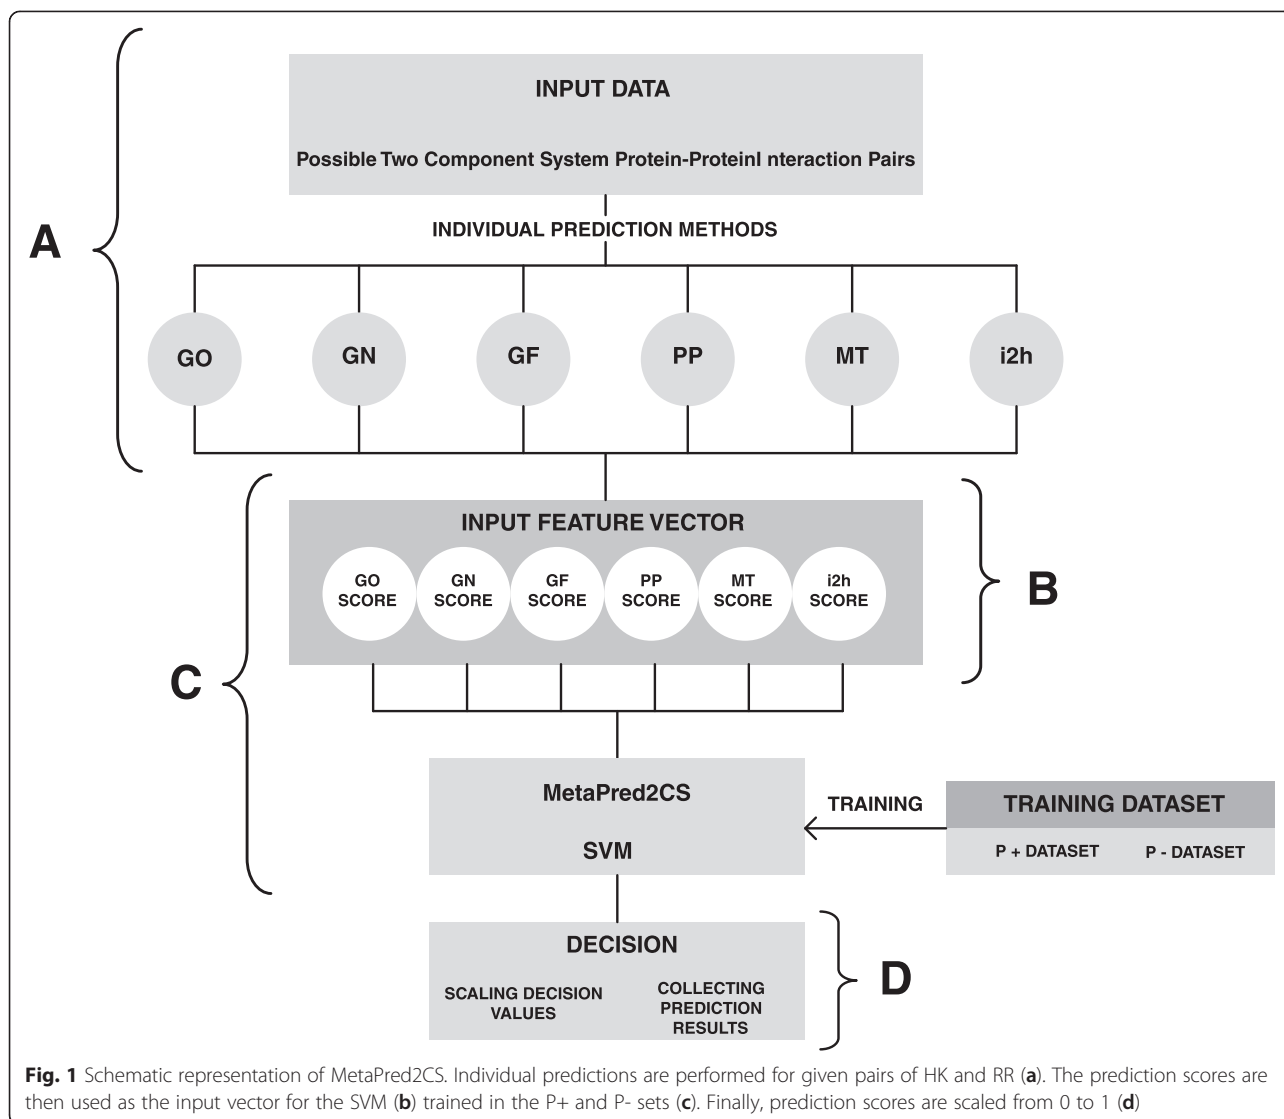 INPUT DATA
Possible Two Component System Protein-ProteinI nteraction Pairs
INDIVIDUAL PREDICTION METHODS
A
GO GN GF PP MT i2h
INPUT FEATURE VECTOR
GO GN GF PP MT i2h
SCORE SCORE SCORE SCORE SCORE SCORE
B
C
MetaPred2CS
SVM
TRAINING
TRAINING DATASET
P + DATASET P - DATASET
DECISION
SCALING DECISION
VALUES
COLLECTING
PREDICTION
RESULTS
D
Fig. 1 Schematic representation of MetaPred2CS. Individual predictions are performed for given pairs of HK and RR (a). The prediction scores are
then used as the input vector for the SVM (b) trained in the P+ and P- sets (c). Finally, prediction scores are scaled from 0 to 1 (d)